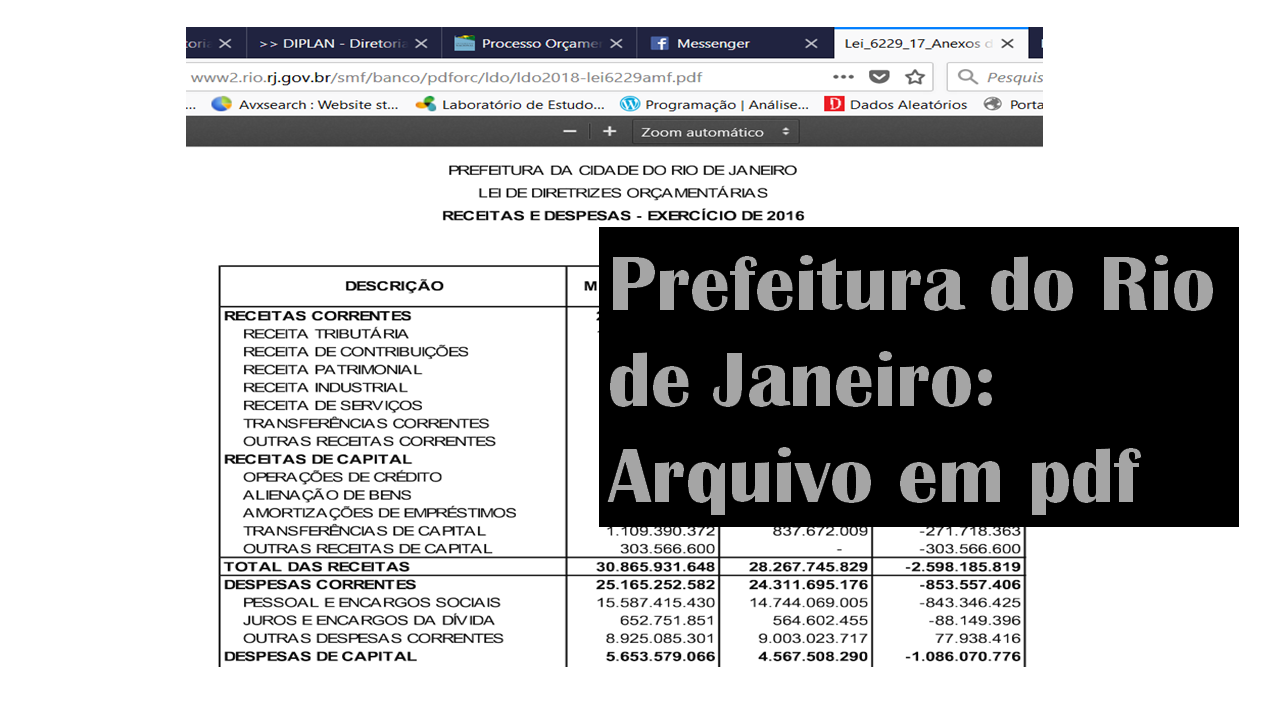 >> DIPLAN - Diretoria
Processo Orçame
Messenger
Lei_6229_17_Anexos d
www2.rio.rj.gov.br/smf/banco/pdforc/ldo/ldo2018-lei6229amf.pdf
Pesquis
... Avxsearch : Website st... Laboratório de Estudo... Programação | Análise... Dados Aleatórios Porta
Zoom automático
PREFEITURA DA CIDADE DO RIO DE JANEIRO
LEI DE DIRETRIZES ORÇAMENTÁRIAS
RECEITAS E DESPESAS - EXERCÍCIO DE 2016
DESCRIÇÃO M
Prefeitura do Rio
de Janeiro:
Arquivo em pdf
RECEITAS CORRENTES
RECEITA TRIBUTÁRIA
RECEITA DE CONTRIBUIÇÕES
RECEITA PATRIMONIAL
RECEITA INDUSTRIAL
RECEITA DE SERVIÇOS
TRANSFERÊNCIAS CORRENTES
OUTRAS RECEITAS CORRENTES
RECEITAS DE CAPITAL
OPERAÇÕES DE CRÉDITO
ALIENAÇÃO DE BENS
AMORTIZAÇÕES DE EMPRÉSTIMOS
TRANSFERÊNCIAS DE CAPITAL 1.109.390.372 837.672.009 -271.718.363
OUTRAS RECEITAS DE CAPITAL 303.566.600 - -303.566.600
TOTAL DAS RECEITAS 30.865.931.648 28.267.745.829 -2.598.185.819
DESPESAS CORRENTES 25.165.252.582 24.311.695.176 -853.557.406
PESSOAL E ENCARGOS SOCIAIS 15.587.415.430 14.744.069.005 -843.346.425
JUROS E ENCARGOS DA DÍVIDA 652.751.851 564.602.455 -88.149.396
OUTRAS DESPESAS CORRENTES 8.925.085.301 9.003.023.717 77.938.416
DESPESAS DE CAPITAL 5.653.579.066 4.567.508.290 -1.086.070.776